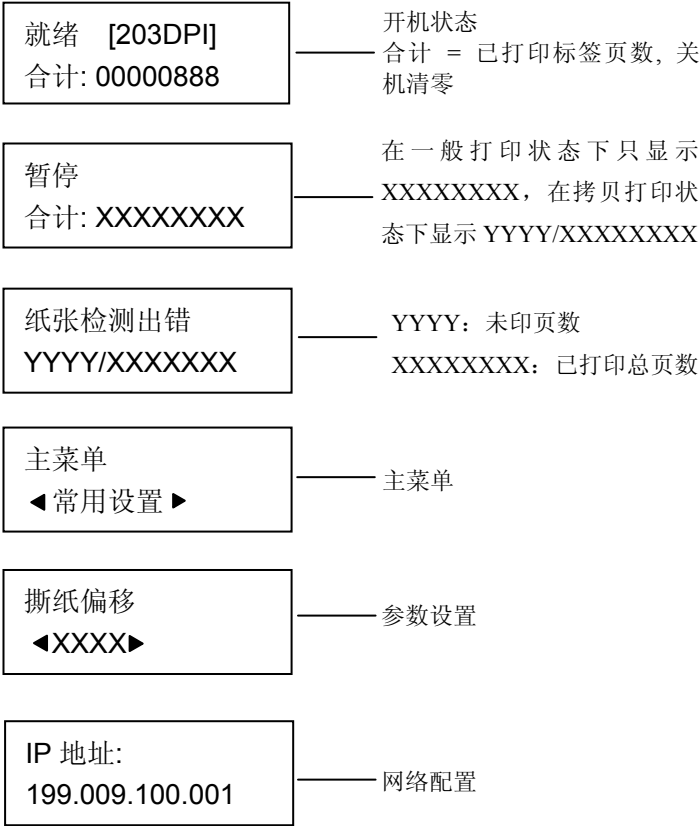 就绪 [203DPI]
合计: 00000888
开机状态
合计 = 已打印标签页数, 关
机清零
暂停
合计: XXXXXXXX
在一般打印状态下只显示
XXXXXXXX，在拷贝打印状
态下显示 YYYY/XXXXXXXX
纸张检测出错
YYYY/XXXXXXX
YYYY：未印页数
XXXXXXXX：已打印总页数
主菜单
◀常用设置▶
主菜单
撕纸偏移
◀XXXX▶
参数设置
IP 地址:
199.009.100.001
网络配置